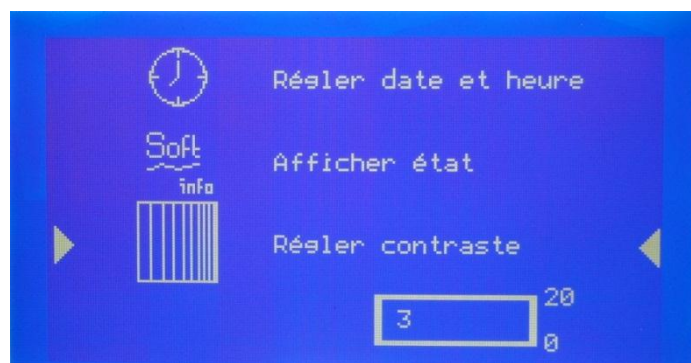 Régler date et heure
Soft
info
Afficher état
Régler contraste
3
20
0